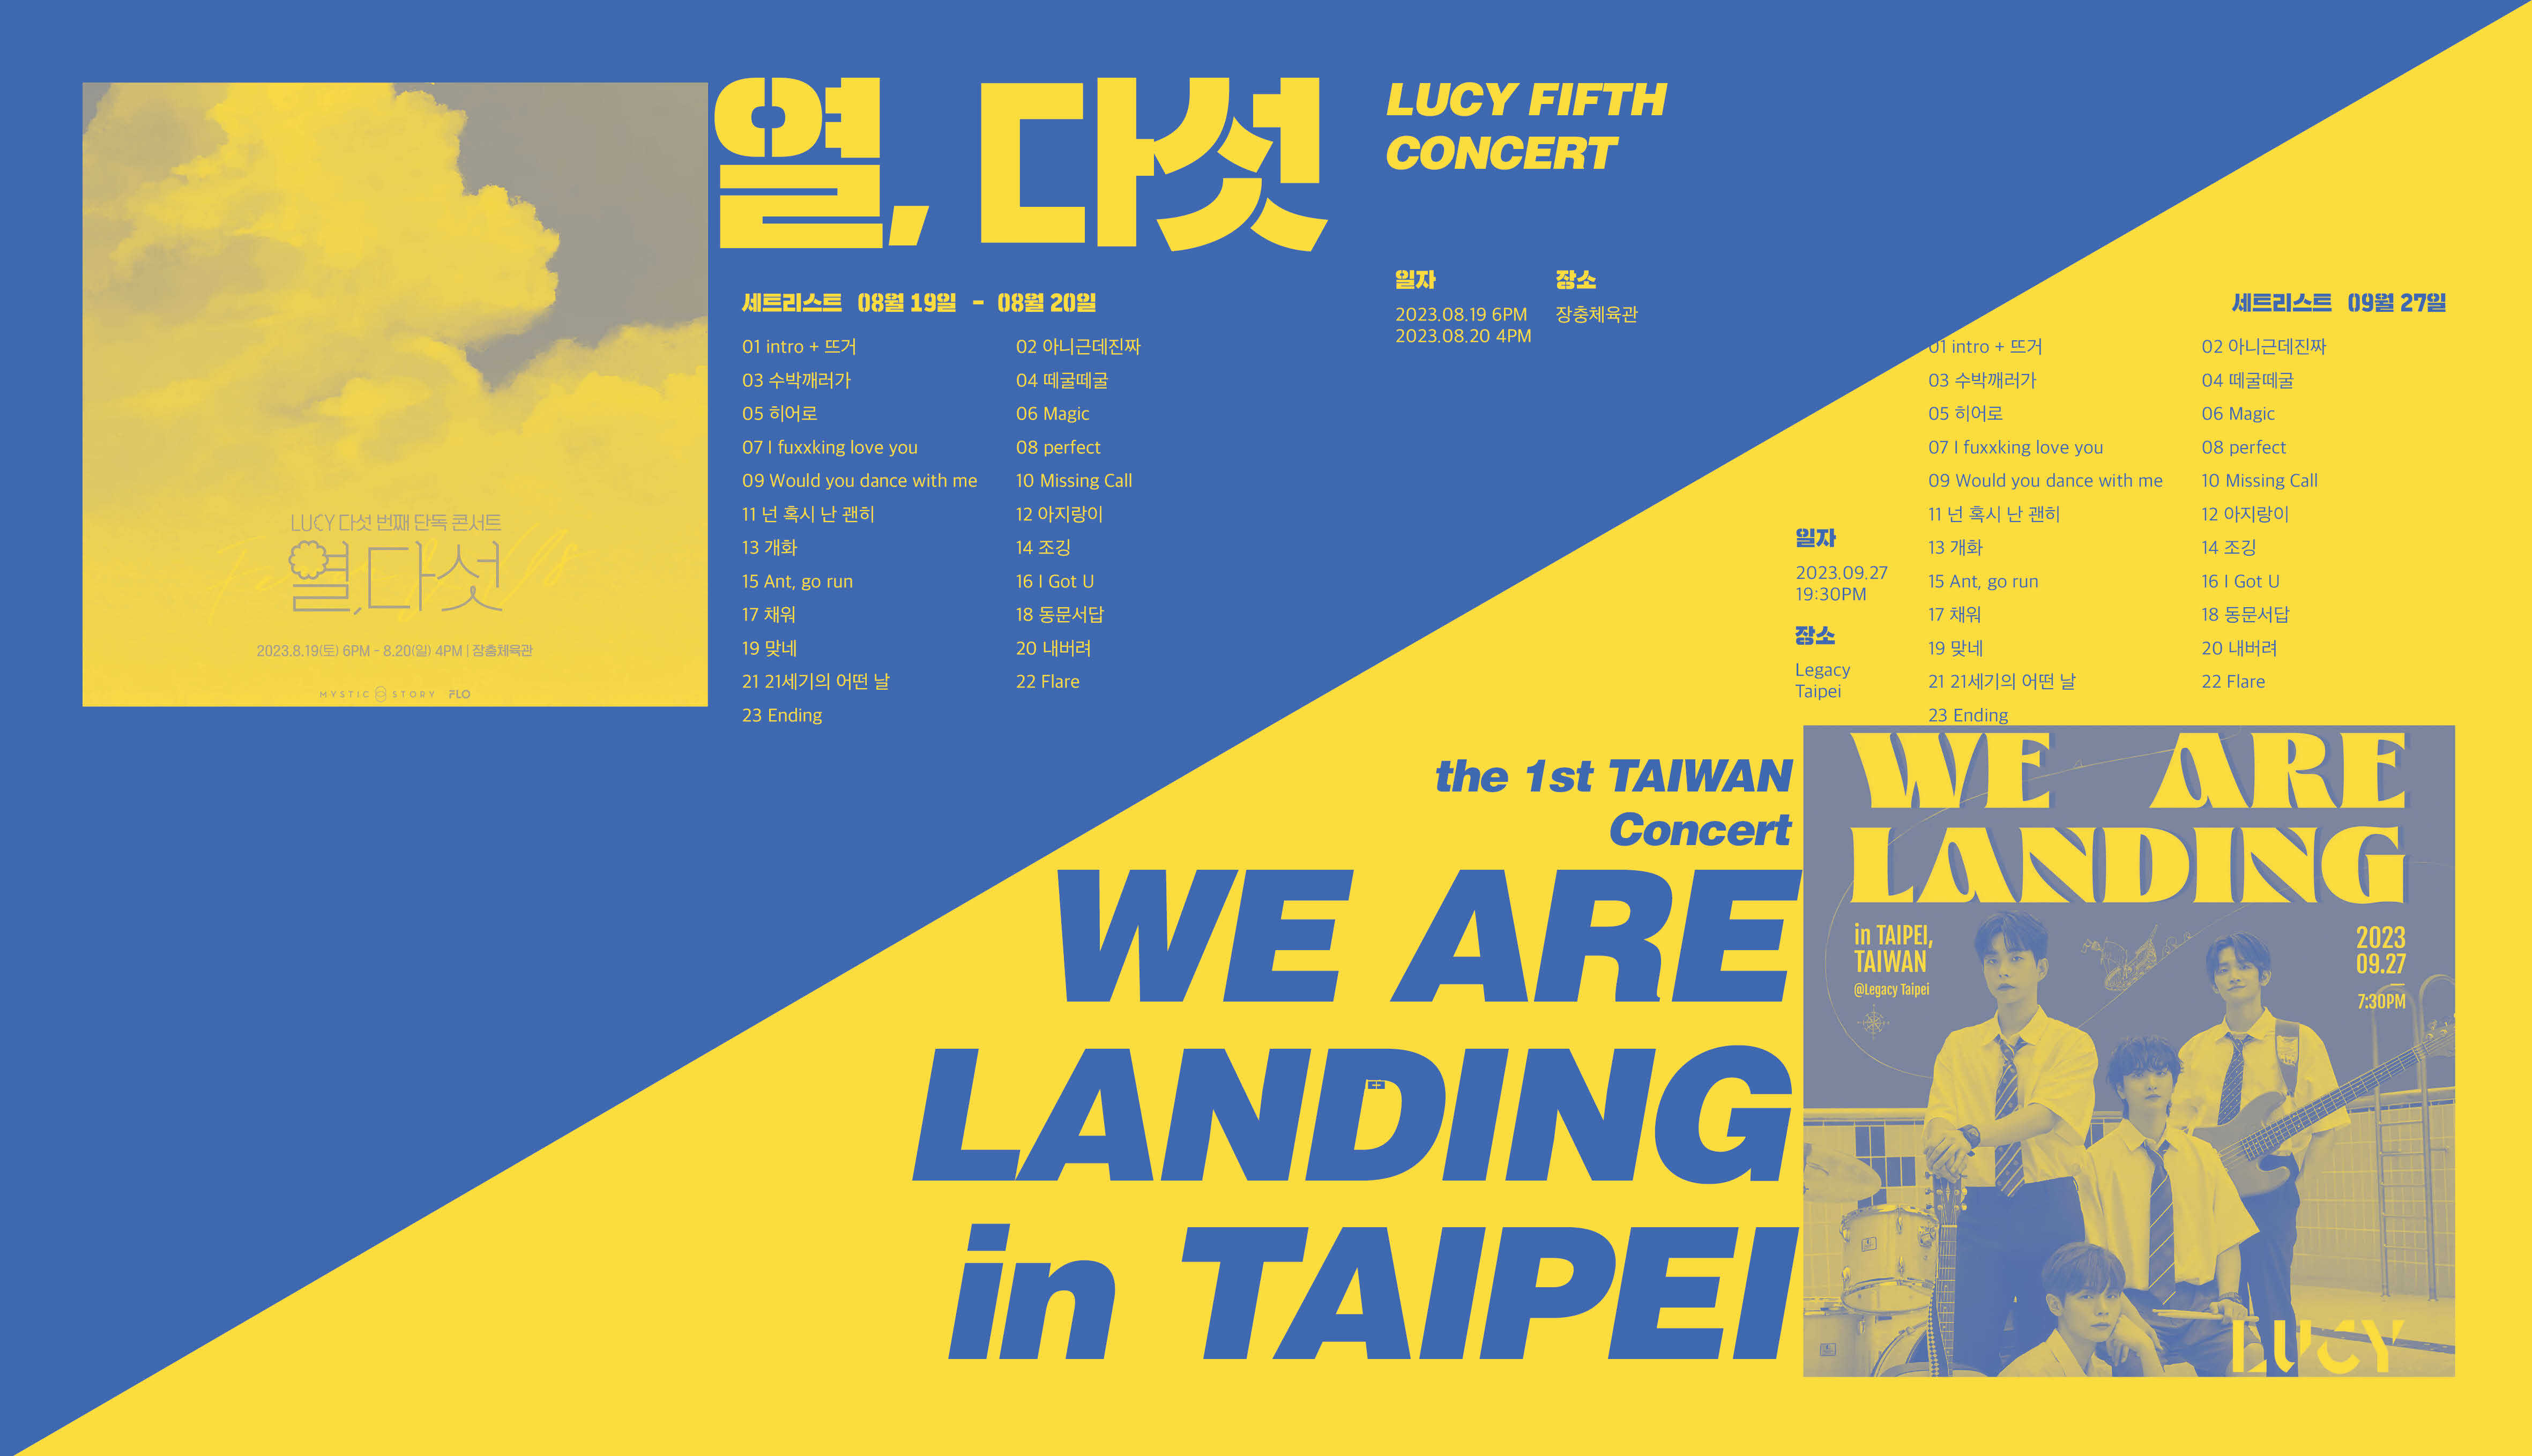 열, 다섯
LUCY FIFTH
CONCERT
일자
2023.08.19 6PM
2023.08.20 4PM
장소
장충체육관
세트리스트 08월 19일 - 08월 20일
01 intro + 뜨거
02 아니근데진짜
03 수박깨러가
04 떼굴떼굴
05 히어로
06 Magic
07 I fuxxking love you
08 perfect
09 Would you dance with me
10 Missing Call
11 넌 혹시 난 괜히
12 아지랑이
13 개화
14 조깅
15 Ant, go run
16 I Got U
17 채워
18 동문서답
19 맞네
20 내버려
21 21세기의 어떤 날
22 Flare
23 Ending
LUCY 다섯 번째 단독 콘서트
열,다섯
2023.8.19(토) 6PM - 8.20(일) 4PM | 장충체육관
MYSTIC STORY FLO
세트리스트 09월 27일
01 intro + 뜨거
02 아니근데진짜
03 수박깨러가
04 떼굴떼굴
05 히어로
06 Magic
07 I fuxxking love you
08 perfect
09 Would you dance with me
10 Missing Call
11 넌 혹시 난 괜히
12 아지랑이
13 개화
14 조깅
15 Ant, go run
16 I Got U
17 채워
18 동문서답
19 맞네
20 내버려
21 21세기의 어떤 날
22 Flare
23 Ending
일자
2023.09.27
19:30PM
장소
Legacy
Taipei
the 1st TAIWAN
Concert
WE ARE
LANDING
in TAIPEI
WE ARE
LANDING
in TAIPEI,
TAIWAN
@Legacy Taipei
2023
09.27
7:30PM
LUCY